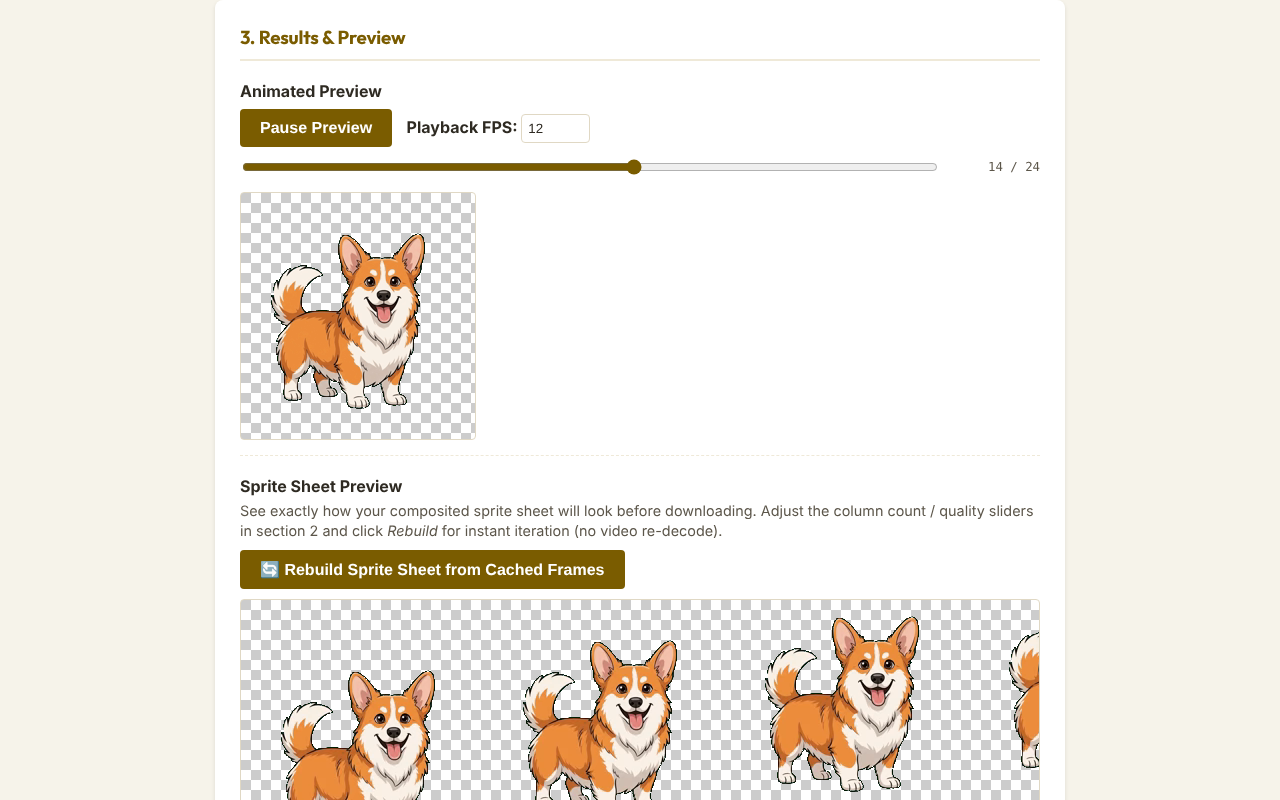 3. Results & Preview
Animated Preview
Pause Preview
Playback FPS: 12
14 / 24
Sprite Sheet Preview
See exactly how your composited sprite sheet will look before downloading. Adjust the column count / quality sliders
in section 2 and click Rebuild for instant iteration (no video re-decode).
🔄 Rebuild Sprite Sheet from Cached Frames